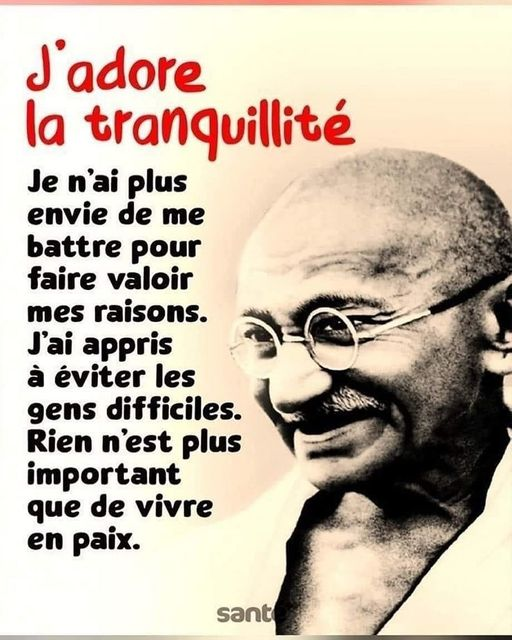 J'adore
la tranquillité
Je n'ai plus
envie de me
battre pour
faire valoir
mes raisons.
J'ai appris
à éviter les
gens difficiles.
Rien n'est plus
important
que de vivre
en paix.